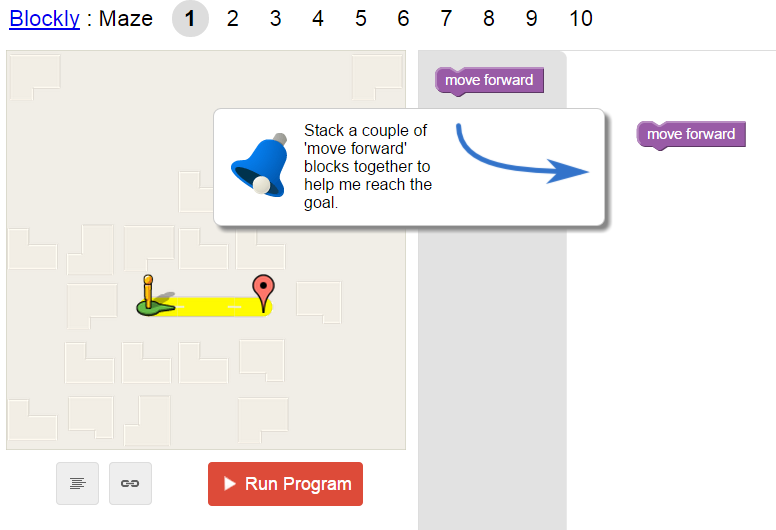 Blockly : Maze 1 2 3 4 5 6 7 8 9 10
move forward
Stack a couple of
'move forward'
blocks together to
help me reach the
goal.
move forward
Run Program